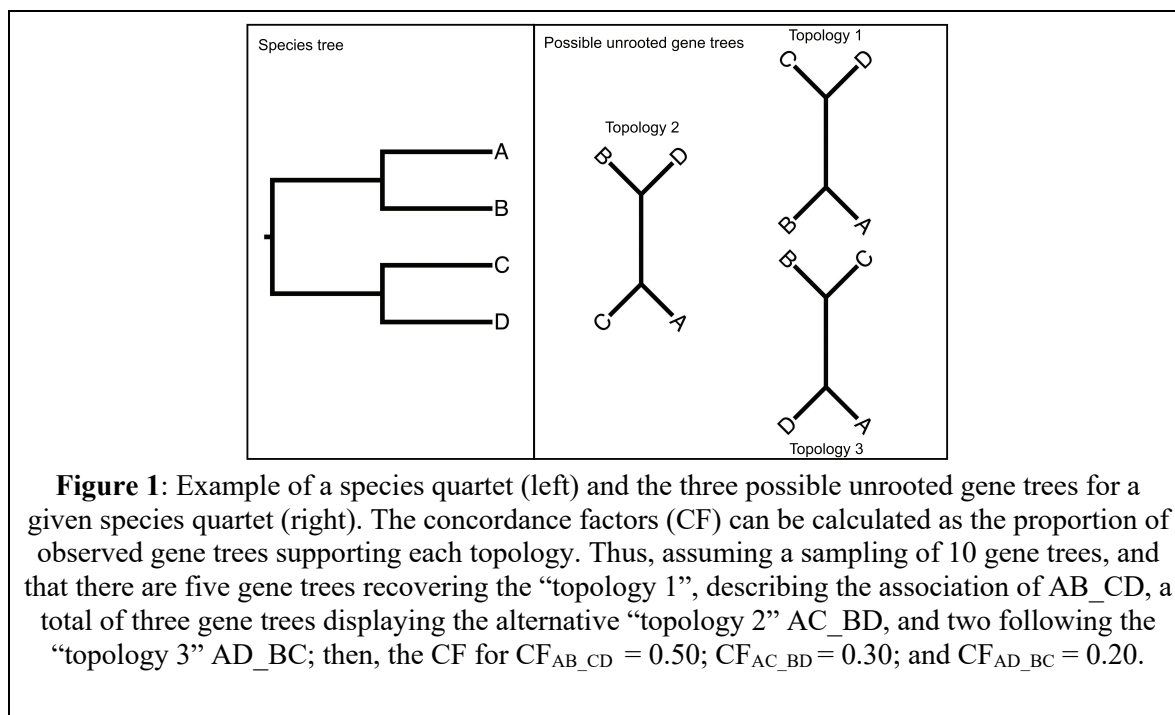 Species tree
Possible unrooted gene trees
Topology 1
C D
B A
Topology 2
B D
C A
A
B
C
D
B C
D A
Topology 3
Figure 1: Example of a species quartet (left) and the three possible unrooted gene trees for a
given species quartet (right). The concordance factors (CF) can be calculated as the proportion of
observed gene trees supporting each topology. Thus, assuming a sampling of 10 gene trees, and
that there are five gene trees recovering the “topology 1”, describing the association of AB_CD, a
total of three gene trees displaying the alternative “topology 2” AC_BD, and two following the
“topology 3” AD_BC; then, the CF for CFAB_CD = 0.50; CFAC_BD = 0.30; and CFAD_BC = 0.20.